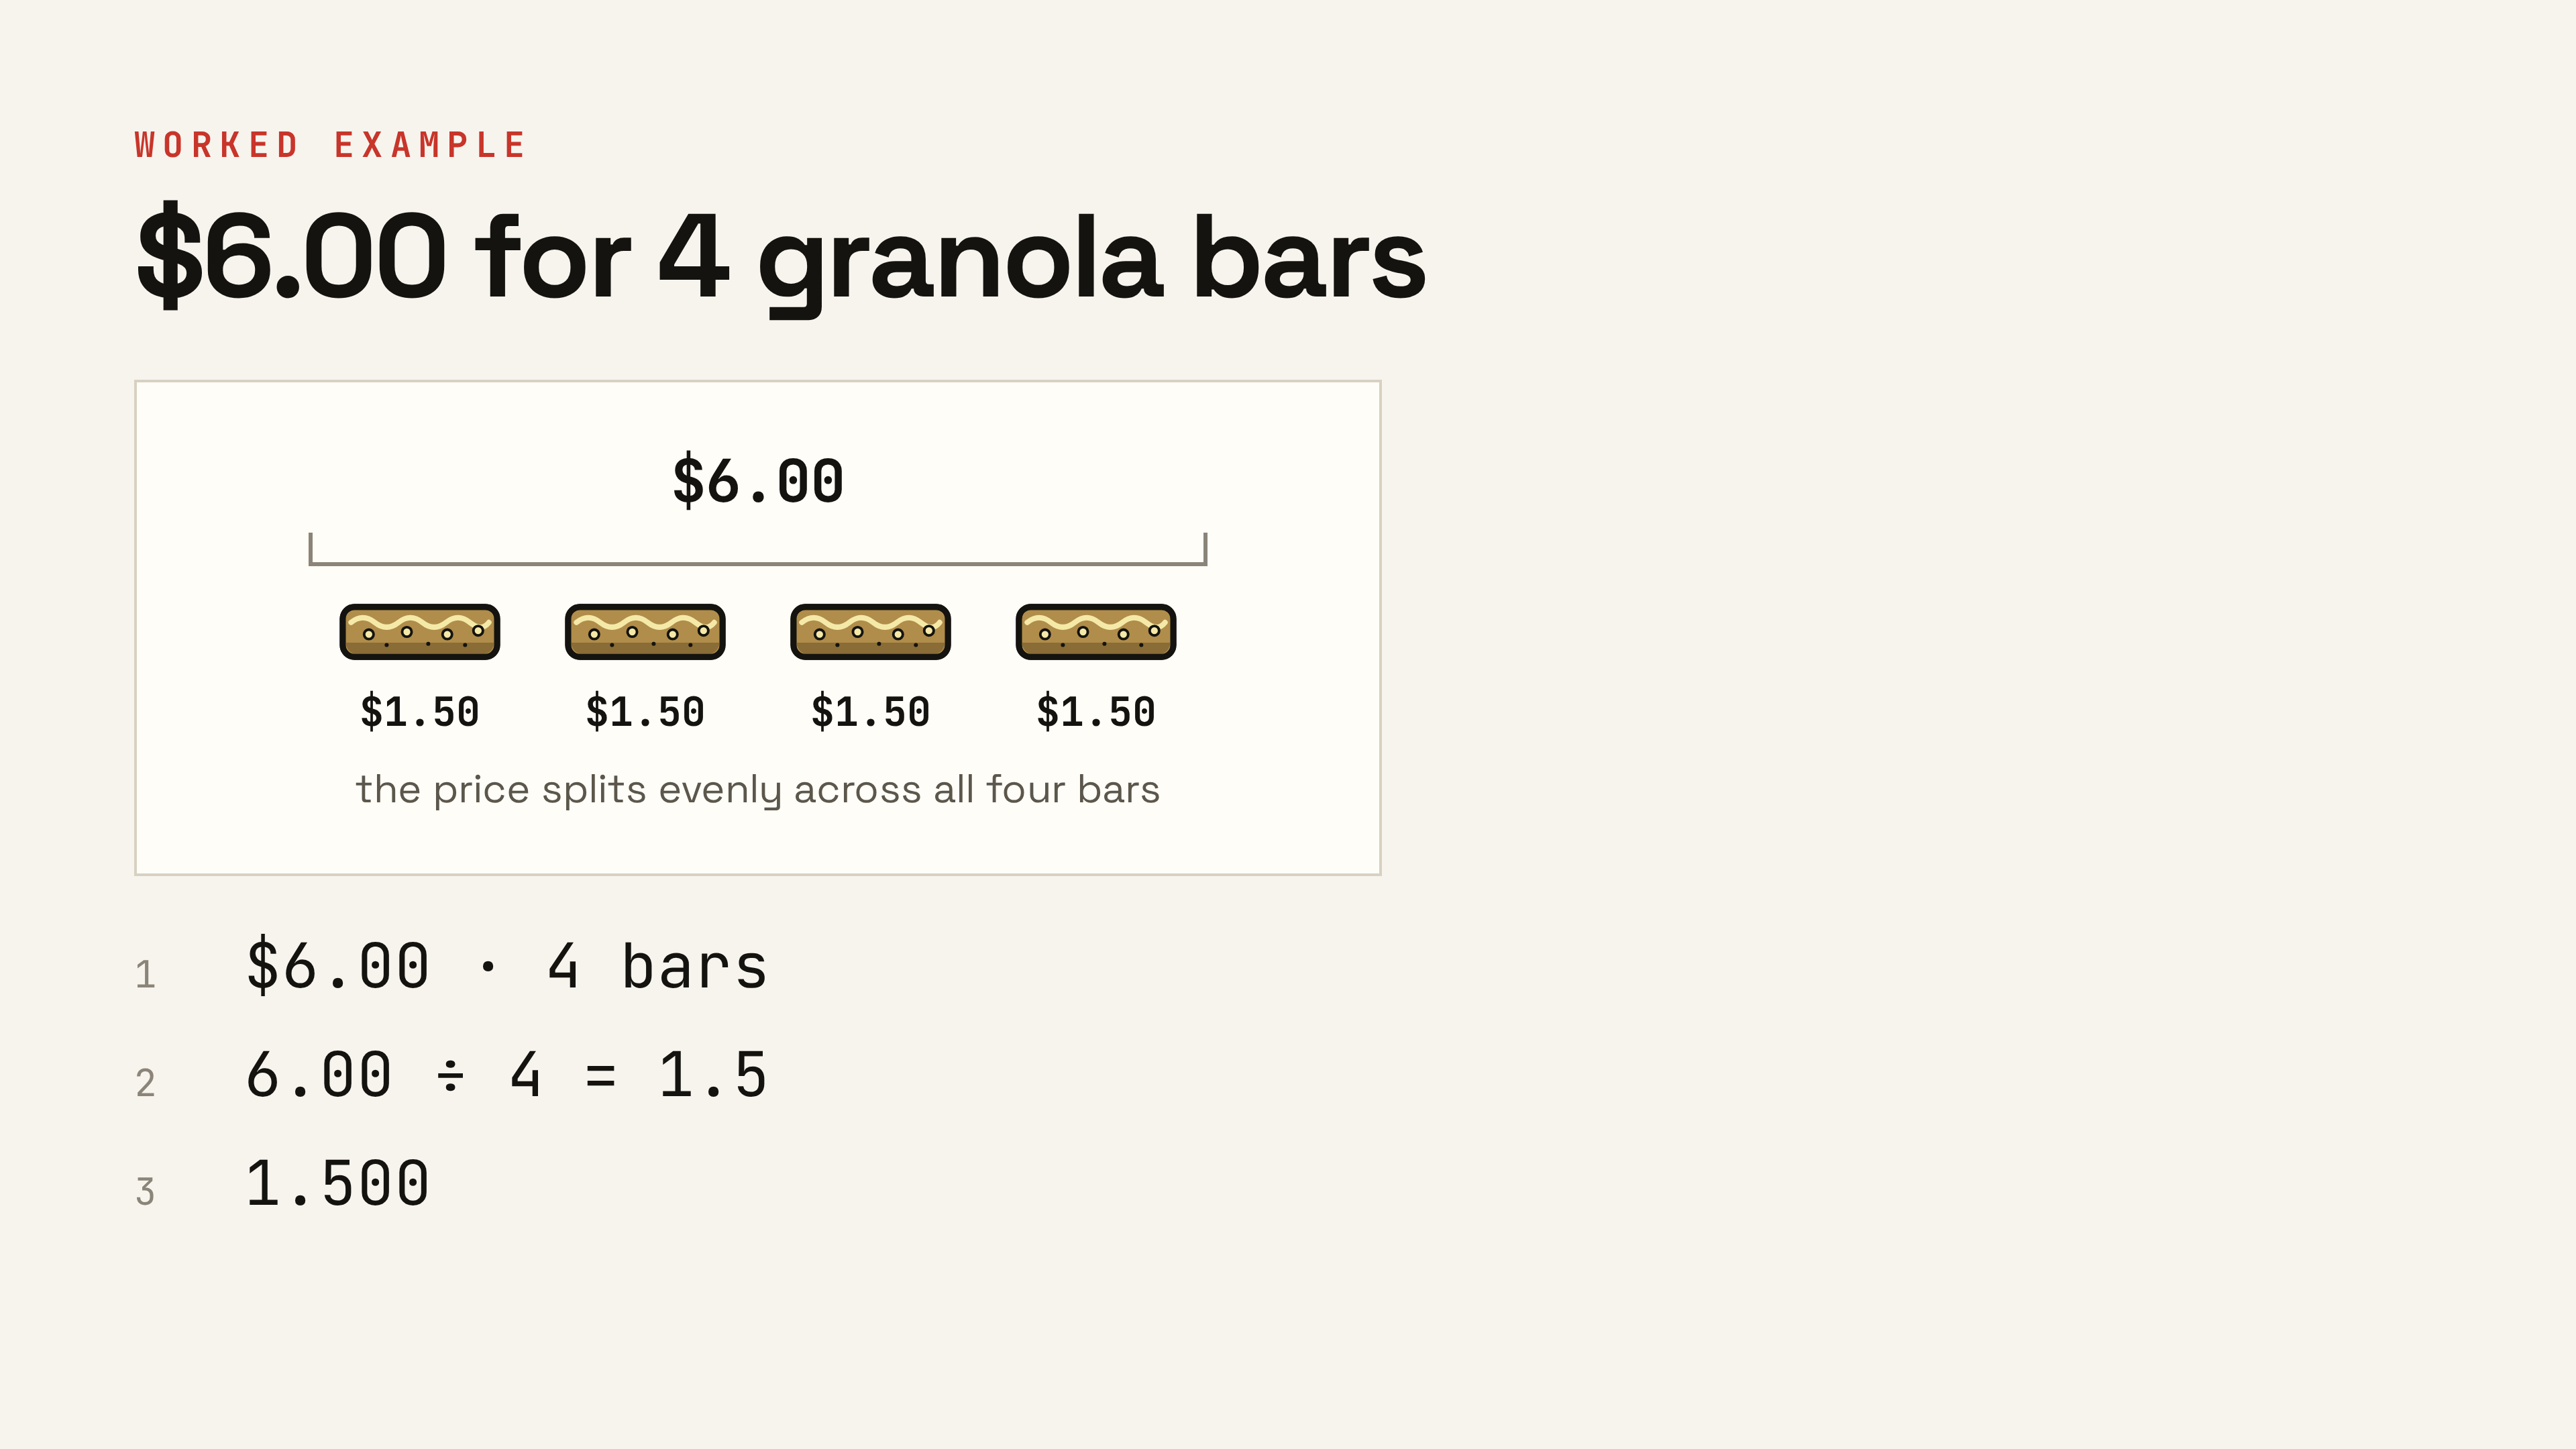 WORKED EXAMPLE
$6.00 for 4 granola bars
$6.00
$1.50 $1.50 $1.50 $1.50
the price splits evenly across all four bars
1 $6.00 · 4 bars
2 6.00 ÷ 4 = 1.5
3 1.500